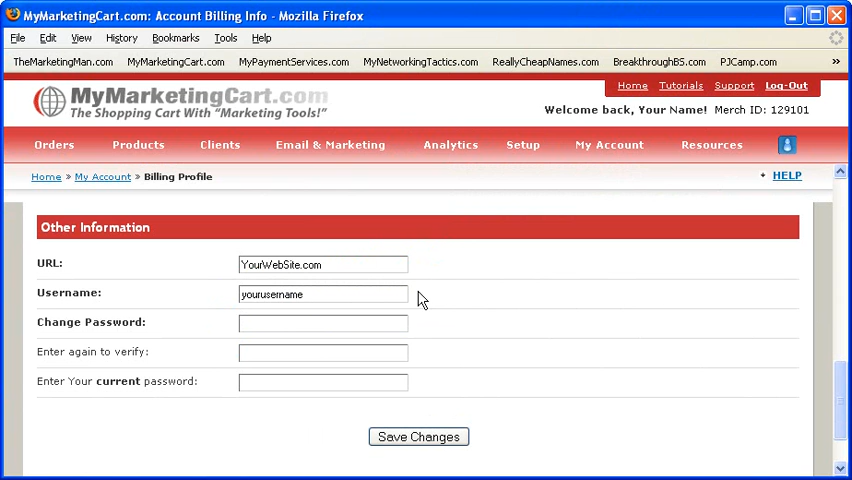 MyMarketingCart.com: Account Billing Info - Mozilla Firefox
File Edit View History Bookmarks Tools Help
TheMarketingMan.com MyMarketingCart.com MyPaymentServices.com MyNetworkingTactics.com ReallyCheapNames.com BreakthroughBS.com PJCamp.com »
Home Tutorials Support Log-Out
MyMarketingCart.com
The Shopping Cart With "Marketing Tools!"
Welcome back, Your Name! Merch ID: 129101
Orders Products Clients Email & Marketing Analytics Setup My Account Resources
Home » My Account » Billing Profile
HELP
Other Information
URL: YourWebSite.com
Username: yourusername
Change Password:
Enter again to verify:
Enter Your current password:
Save Changes